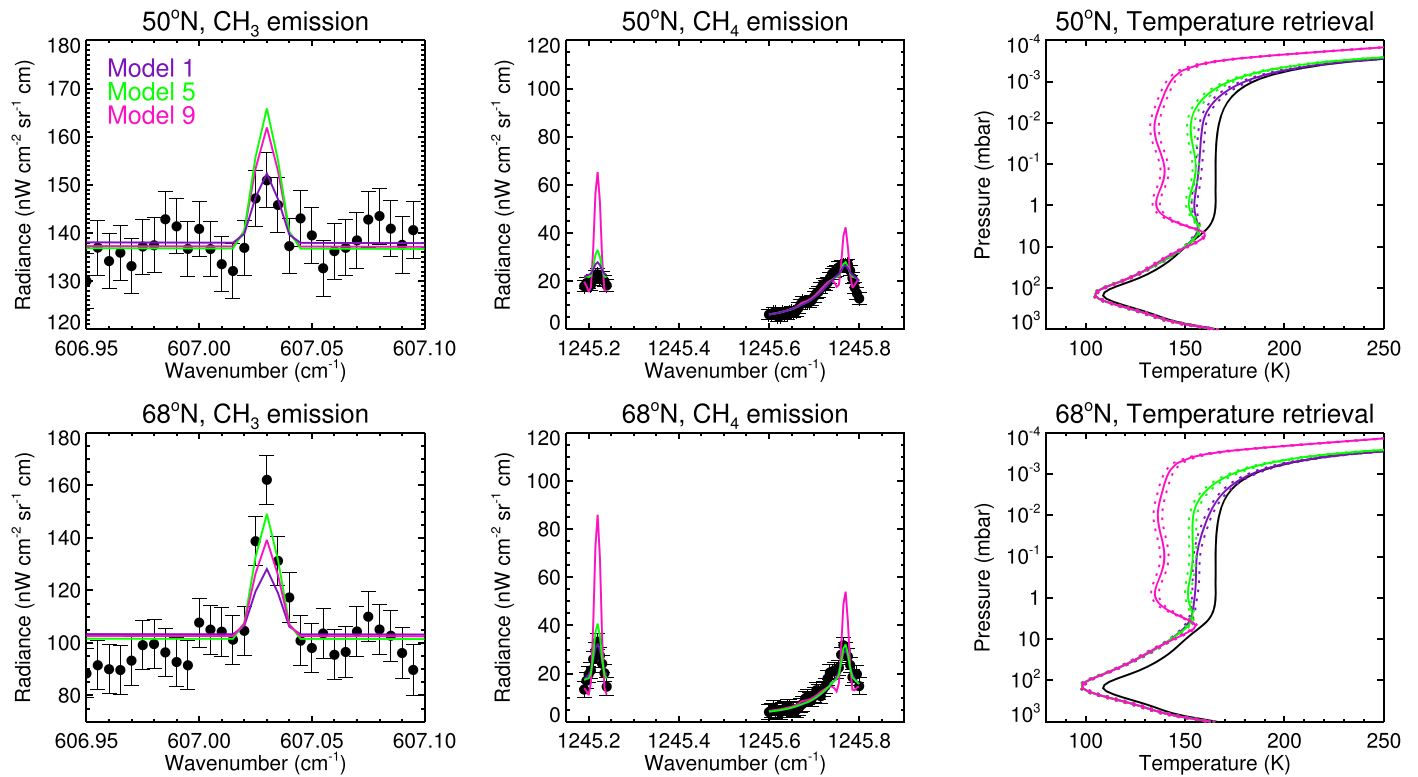 50°N, CH₃ emission
180
170
160
150
140
130
120
Radiance (nW cm⁻² sr⁻¹ cm)
Model 1
Model 5
Model 9
606.95 607.00 607.05 607.10
Wavenumber (cm⁻¹)
50°N, CH₄ emission
120
100
80
60
40
20
0
Radiance (nW cm⁻² sr⁻¹ cm)
1245.2 1245.4 1245.6 1245.8
Wavenumber (cm⁻¹)
50°N, Temperature retrieval
10⁻⁴
10⁻³
10⁻²
10⁻¹
1
10
10²
10³
Pressure (mbar)
100 150 200 250
Temperature (K)
68°N, CH₃ emission
180
160
140
120
100
80
Radiance (nW cm⁻² sr⁻¹ cm)
606.95 607.00 607.05 607.10
Wavenumber (cm⁻¹)
68°N, CH₄ emission
120
100
80
60
40
20
0
Radiance (nW cm⁻² sr⁻¹ cm)
1245.2 1245.4 1245.6 1245.8
Wavenumber (cm⁻¹)
68°N, Temperature retrieval
10⁻⁴
10⁻³
10⁻²
10⁻¹
1
10
10²
10³
Pressure (mbar)
100 150 200 250
Temperature (K)